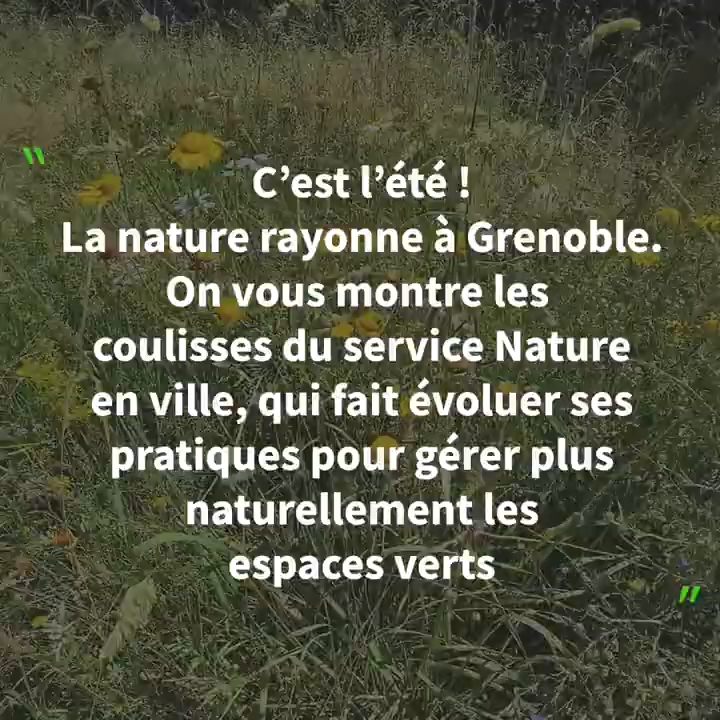 "
C’est l’été !
La nature rayonne à Grenoble.
On vous montre les
coulisses du service Nature
en ville, qui fait évoluer ses
pratiques pour gérer plus
naturellement les
espaces verts
"